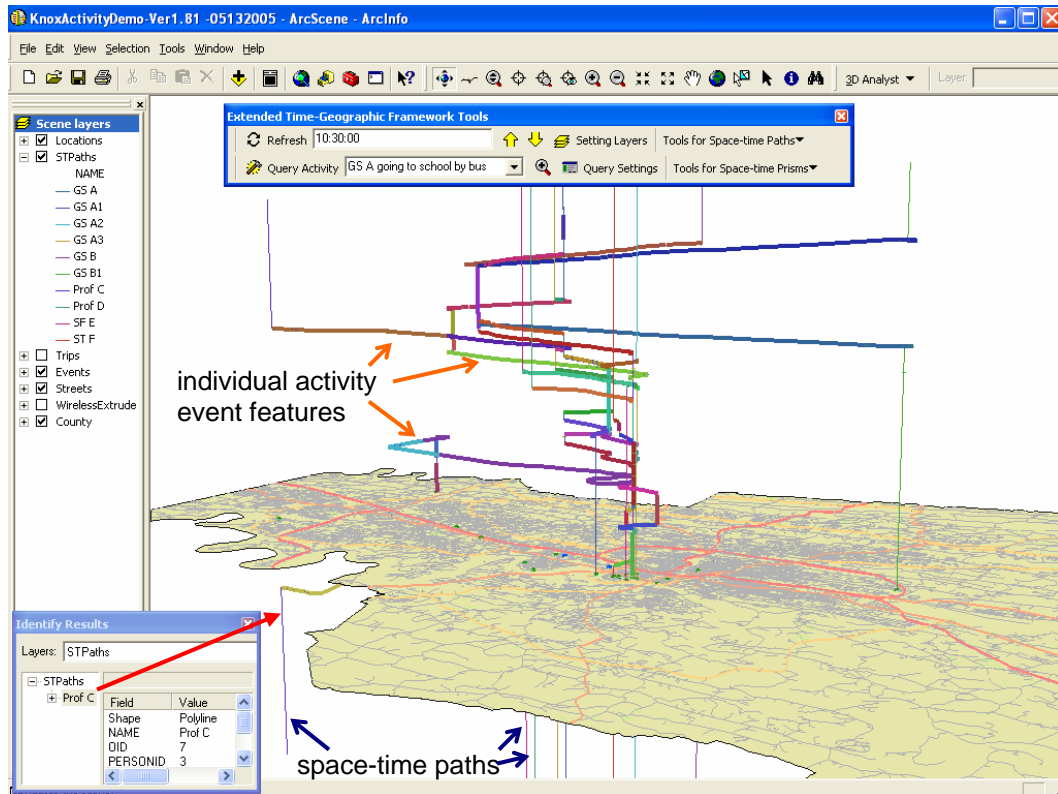 KnoxActivityDemo-Ver1.81 -05132005 - ArcScene - ArcInfo
File Edit View Selection Tools Window Help
3D Analyst Layer:
Scene layers
Locations
STPaths
NAME
GS A
GS A1
GS A2
GS A3
GS B
GS B1
Prof C
Prof D
SF E
ST F
Trips
Events
Streets
WirelessExtrude
County
Extended Time-Geographic Framework Tools
Refresh 10:30:00 Setting Layers Tools for Space-time Paths
Query Activity GS A going to school by bus Query Settings Tools for Space-time Prisms
individual activity
event features
Identify Results
Layers: STPaths
STPaths
Prof C
Field Value
Shape Polyline
NAME Prof C
OID 7
PERSONID 3
space-time paths